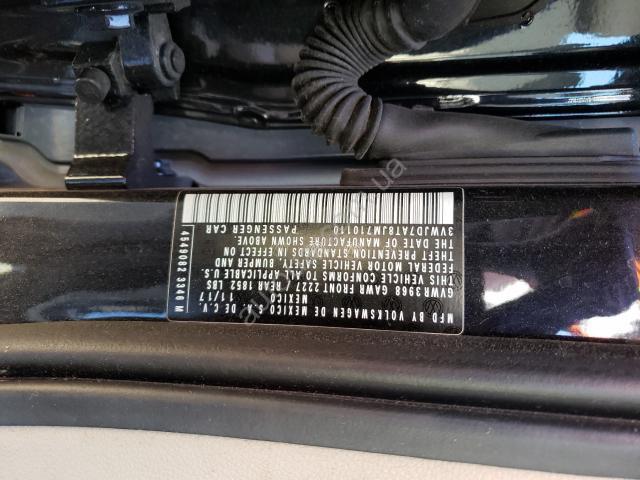 MFD BY VOLKSWAGEN DE MEXICO S.A. DE C.V.
MEXICO 11/17
GVWR 3968 GAWR FRONT 2227 REAR 1852 LBS
THIS VEHICLE CONFORMS TO ALL APPLICABLE U.S.
FEDERAL MOTOR VEHICLE SAFETY, BUMPER AND
THEFT PREVENTION STANDARDS IN EFFECT ON
THE DATE OF MANUFACTURE SHOWN ABOVE.
3VWJD7AT8JM710110 PASSENGER CAR
4549092 3340 M